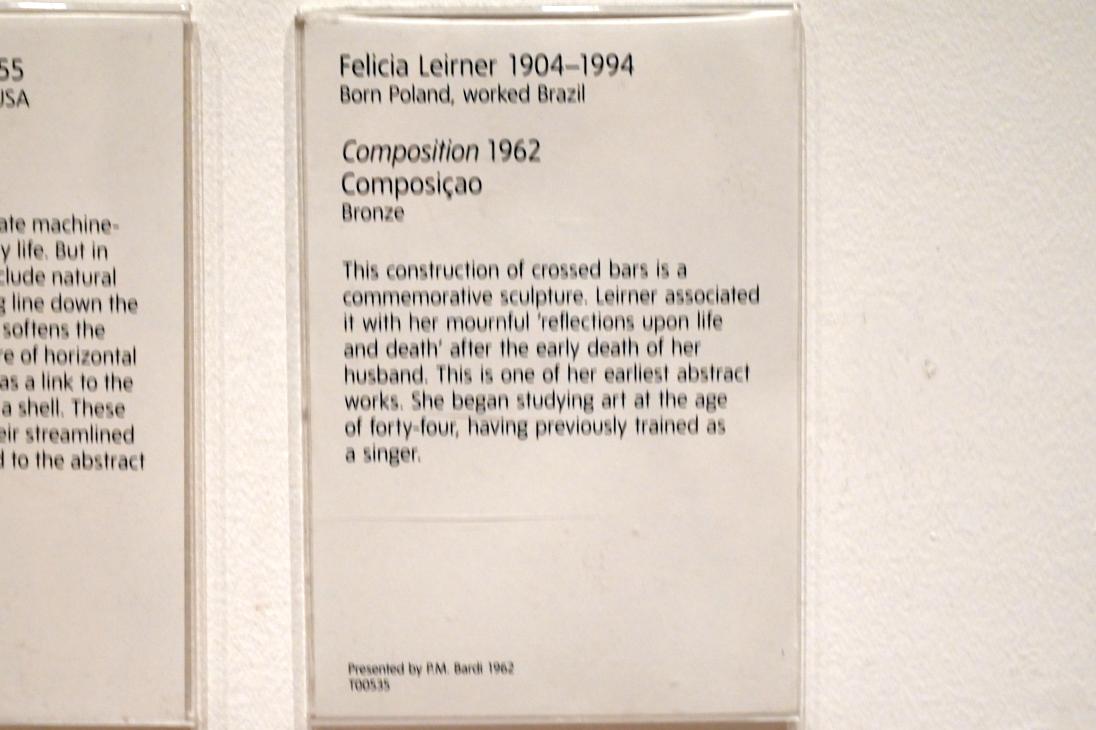 55
USA
ate machine-
y life. But in
clude natural
g line down the
softens the
re of horizontal
as a link to the
a shell. These
eir streamlined
d to the abstract
Felicia Leirner 1904–1994
Born Poland, worked Brazil
Composition 1962
Composiçao
Bronze
This construction of crossed bars is a
commemorative sculpture. Leirner associated
it with her mournful 'reflections upon life
and death' after the early death of her
husband. This is one of her earliest abstract
works. She began studying art at the age
of forty-four, having previously trained as
a singer.
Presented by P.M. Bardi 1962
T00535